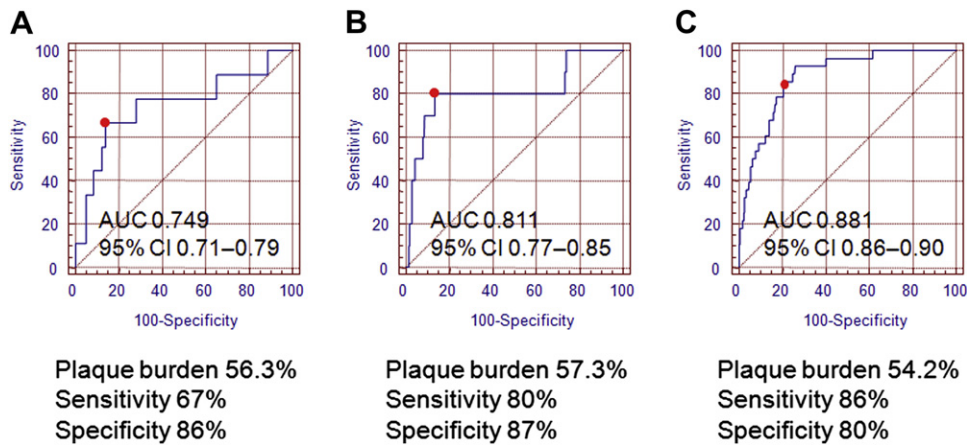 A
100
80
60
40
20
0
Sensitivity
AUC 0.749
95% CI 0.71–0.79
0 20 40 60 80 100
100-Specificity
Plaque burden 56.3%
Sensitivity 67%
Specificity 86%
B
100
80
60
40
20
0
Sensitivity
AUC 0.811
95% CI 0.77–0.85
0 20 40 60 80 100
100-Specificity
Plaque burden 57.3%
Sensitivity 80%
Specificity 87%
C
100
80
60
40
20
0
Sensitivity
AUC 0.881
95% CI 0.86–0.90
0 20 40 60 80 100
100-Specificity
Plaque burden 54.2%
Sensitivity 86%
Specificity 80%